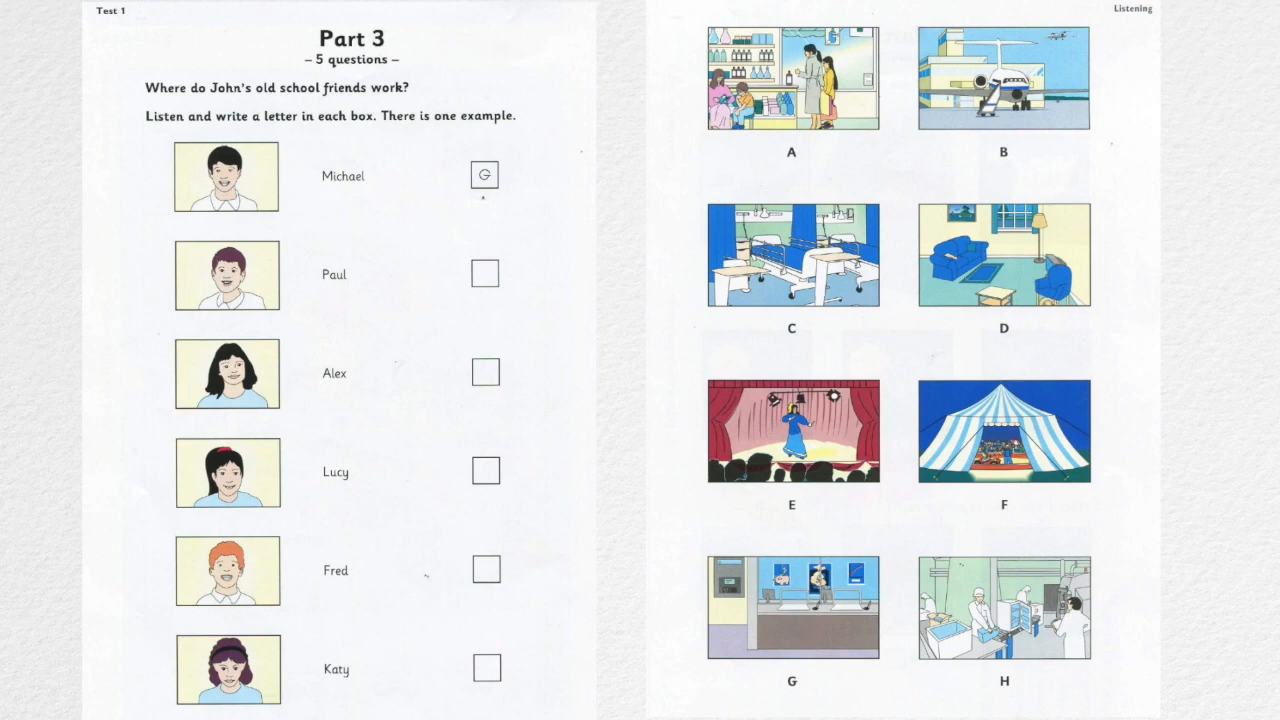 Test 1
Part 3
– 5 questions –
Where do John's old school friends work?
Listen and write a letter in each box. There is one example.
Michael
G
Paul
Alex
Lucy
Fred
Katy
Listening
A
B
C
D
E
F
G
H